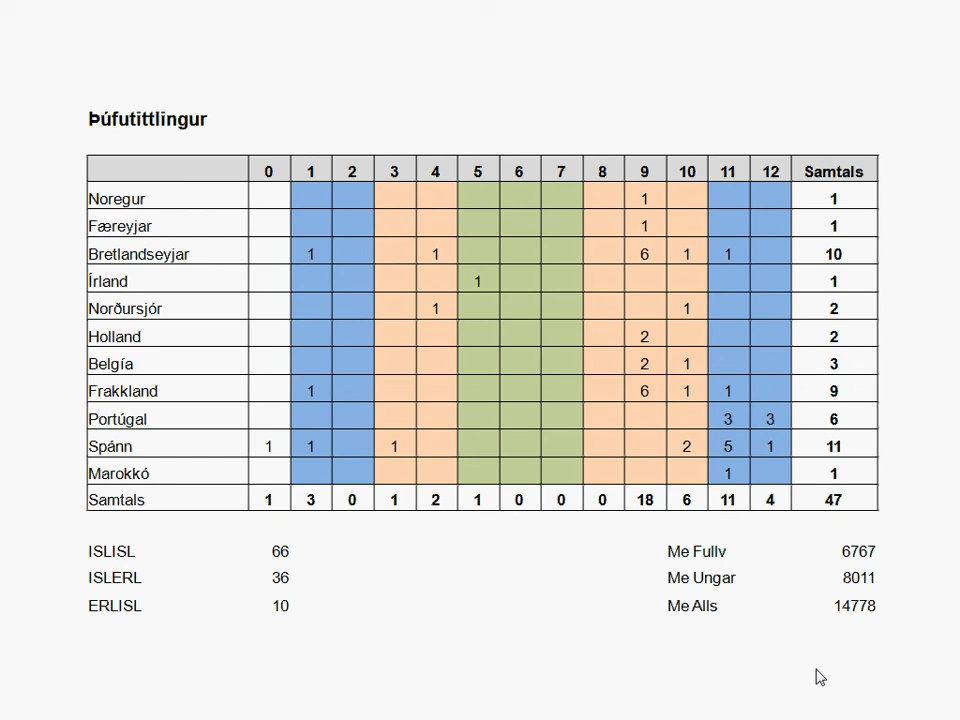 Þúfutittlingur
0 1 2 3 4 5 6 7 8 9 10 11 12 Samtals
Noregur 1 1
Færeyjar 1 1
Bretlandseyjar 1 1 6 1 1 10
Írland 1 1
Norðursjór 1 1 2
Holland 2 2
Belgía 2 1 3
Frakkland 1 6 1 1 9
Portúgal 3 3 6
Spánn 1 1 1 2 5 1 11
Marokkó 1 1
Samtals 1 3 0 1 2 1 0 0 0 18 6 11 4 47
ISLISL 66 Me Fullv 6767
ISLERL 36 Me Ungar 8011
ERLISL 10 Me Alls 14778